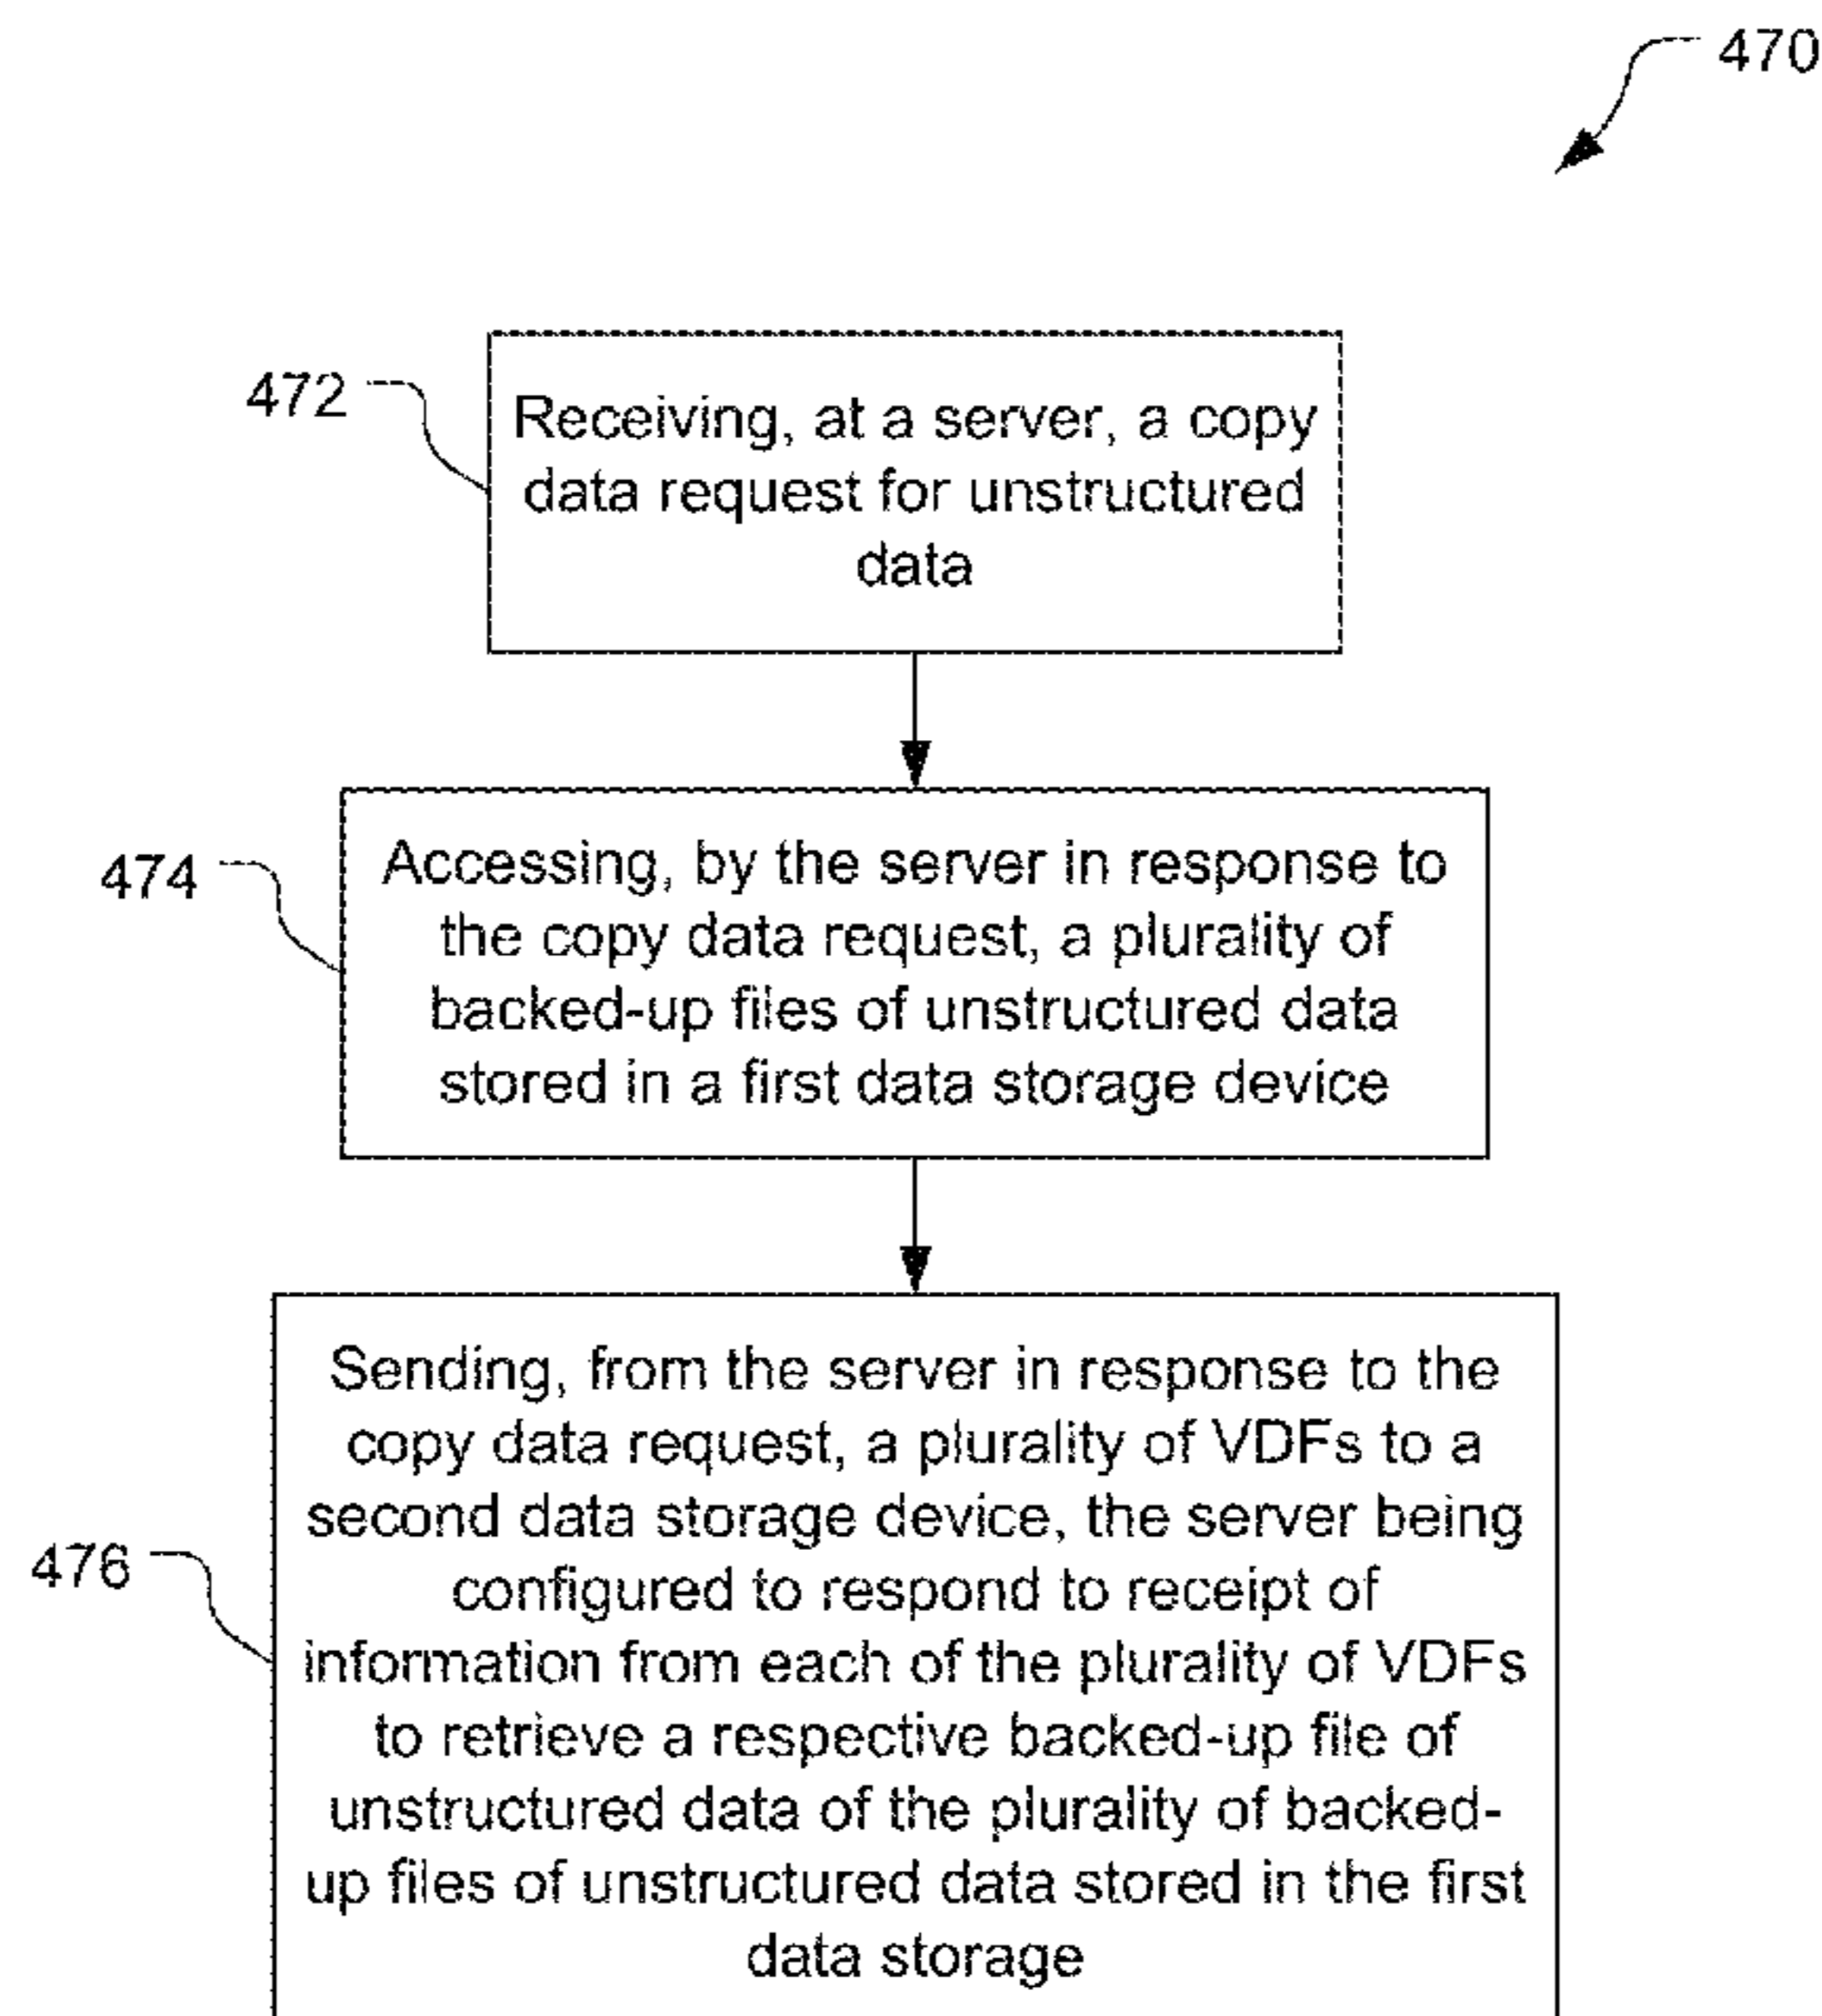 470
472
Receiving, at a server, a copy
data request for unstructured
data
474
Accessing, by the server in response to
the copy data request, a plurality of
backed-up files of unstructured data
stored in a first data storage device
476
Sending, from the server in response to the
copy data request, a plurality of VDFs to a
second data storage device, the server being
configured to respond to receipt of
information from each of the plurality of VDFs
to retrieve a respective backed-up file of
unstructured data of the plurality of backed-
up files of unstructured data stored in the first
data storage